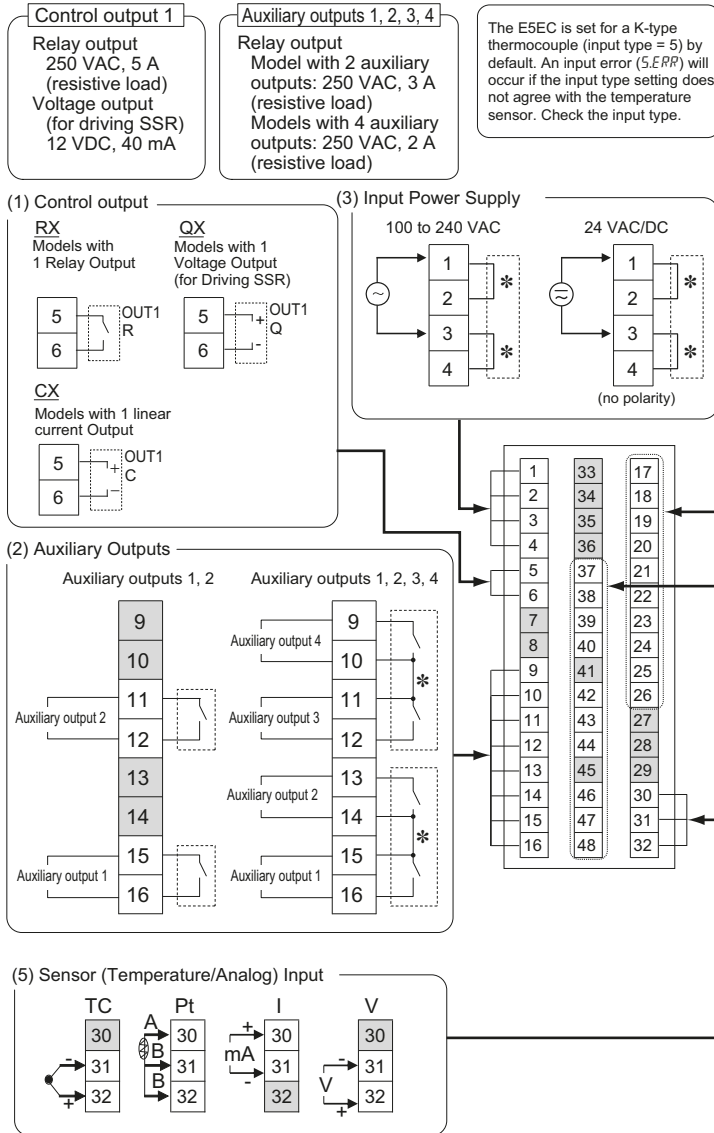 Control output 1
Relay output
250 VAC, 5 A
(resistive load)
Voltage output
(for driving SSR)
12 VDC, 40 mA
Auxiliary outputs 1, 2, 3, 4
Relay output
Model with 2 auxiliary
outputs: 250 VAC, 3 A
(resistive load)
Models with 4 auxiliary
outputs: 250 VAC, 2 A
(resistive load)
The E5EC is set for a K-type
thermocouple (input type = 5) by
default. An input error (S.ERR) will
occur if the input type setting does
not agree with the temperature
sensor. Check the input type.
(1) Control output
RX
Models with
1 Relay Output
5
6
OUT1
R
QX
Models with 1
Voltage Output
(for Driving SSR)
5
6
+
-
OUT1
Q
CX
Models with 1 linear
current Output
5
6
+
−
OUT1
C
(3) Input Power Supply
100 to 240 VAC
1
2
3
4
*
*
24 VAC/DC
1
2
3
4
*
*
(no polarity)
(2) Auxiliary Outputs
Auxiliary outputs 1, 2
9
10
11
12
13
14
15
16
Auxiliary output 2
Auxiliary output 1
Auxiliary outputs 1, 2, 3, 4
9
10
11
12
13
14
15
16
Auxiliary output 4
Auxiliary output 3
Auxiliary output 2
Auxiliary output 1
*
*
1
2
3
4
5
6
7
8
9
10
11
12
13
14
15
16
33
34
35
36
37
38
39
40
41
42
43
44
45
46
47
48
17
18
19
20
21
22
23
24
25
26
27
28
29
30
31
32
(5) Sensor (Temperature/Analog) Input
TC
30
31
32
-
+
Pt
30
31
32
A
B
B
I
30
31
32
+
mA
-
V
30
31
32
-
V
+